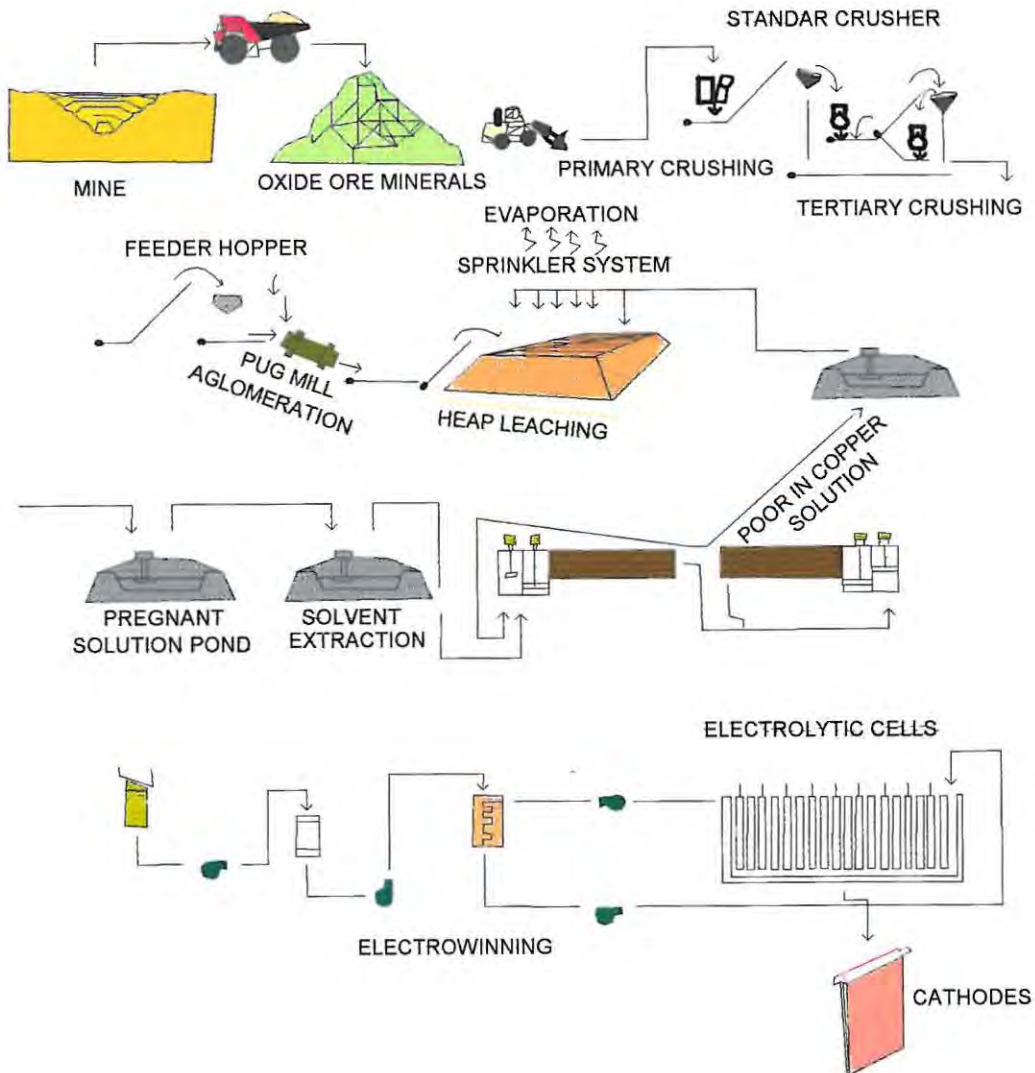 STANDAR CRUSHER
MINE
OXIDE ORE MINERALS
PRIMARY CRUSHING
TERTIARY CRUSHING
EVAPORATION
FEEDER HOPPER
SPRINKLER SYSTEM
PUG MILL
AGLOMERATION
HEAP LEACHING
POOR IN COPPER
SOLUTION
PREGNANT
SOLUTION POND
SOLVENT
EXTRACTION
ELECTROLYTIC CELLS
ELECTROWINNING
CATHODES